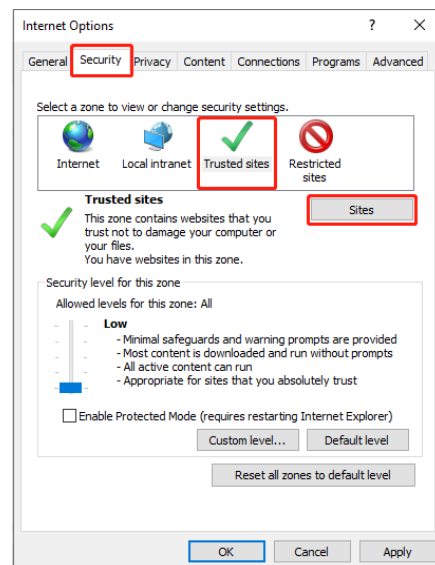 Internet Options ? ×
General Security Privacy Content Connections Programs Advanced
Select a zone to view or change security settings.
Internet Local intranet Trusted sites Restricted
sites
Trusted sites
Sites
This zone contains websites that you
trust not to damage your computer or
your files.
You have websites in this zone.
Security level for this zone
Allowed levels for this zone: All
Low
- Minimal safeguards and warning prompts are provided
- Most content is downloaded and run without prompts
- All active content can run
- Appropriate for sites that you absolutely trust
Enable Protected Mode (requires restarting Internet Explorer)
Custom level... Default level
Reset all zones to default level
OK Cancel Apply